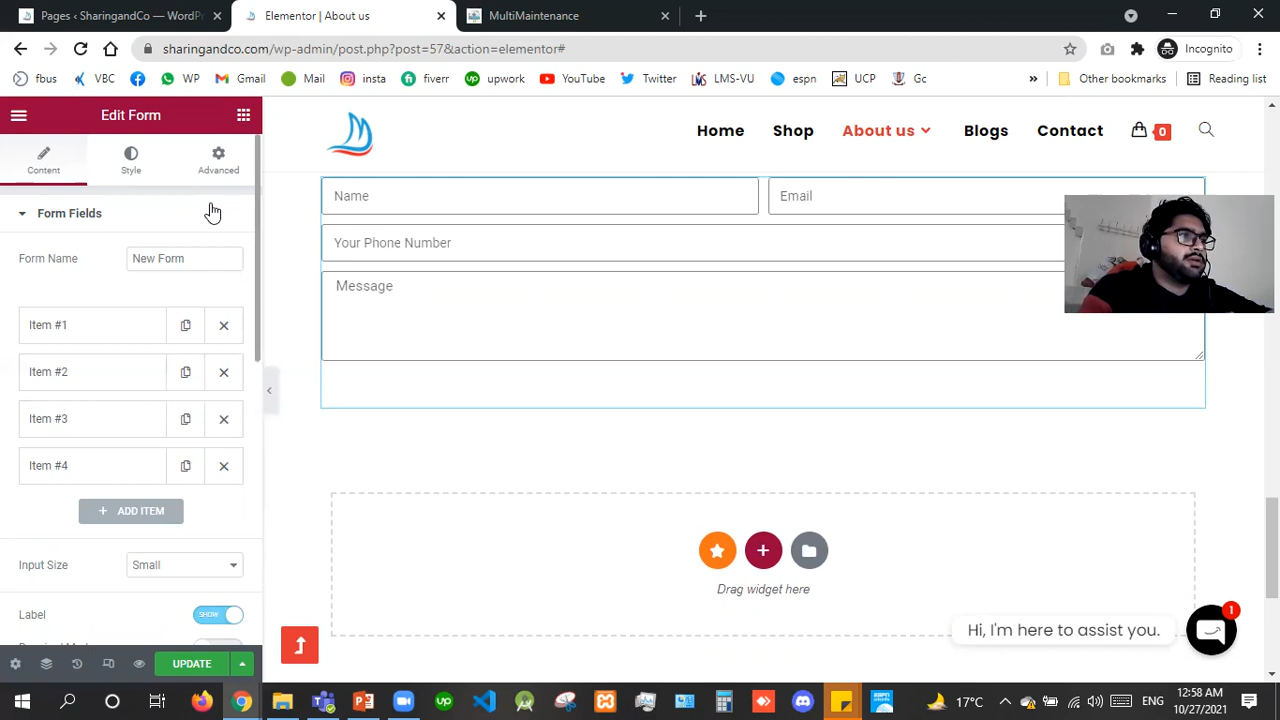 Pages ‹ SharingandCo — WordP
Elementor | About us
MultiMaintenance
sharingandco.com/wp-admin/post.php?post=57&action=elementor#
Incognito
fbus
VBC
WP
Gmail
Mail
insta
fiverr
upwork
YouTube
Twitter
LMS-VU
espn
UCP
Gc
»
Other bookmarks
Reading list
Edit Form
Content
Style
Advanced
Form Fields
Form Name
New Form
Item #1
Item #2
Item #3
Item #4
+ ADD ITEM
Input Size
Small
Label
SHOW
UPDATE
Home
Shop
About us
Blogs
Contact
0
Name
Email
Your Phone Number
Message
Drag widget here
Hi, I'm here to assist you.
1
17°C
ENG
12:58 AM
10/27/2021